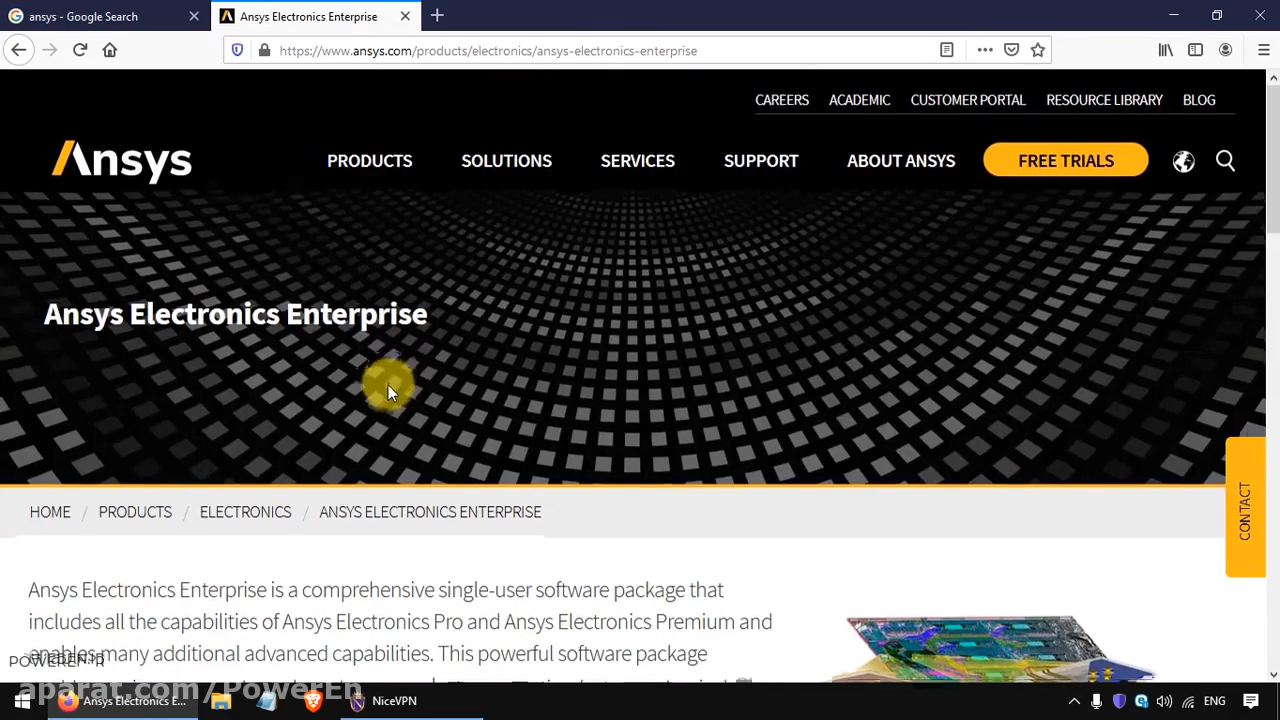 ansys - Google Search
Ansys Electronics Enterprise
https://www.ansys.com/products/electronics/ansys-electronics-enterprise
CAREERS ACADEMIC CUSTOMER PORTAL RESOURCE LIBRARY BLOG
Ansys
PRODUCTS SOLUTIONS SERVICES SUPPORT ABOUT ANSYS FREE TRIALS
Ansys Electronics Enterprise
CONTACT
HOME / PRODUCTS / ELECTRONICS / ANSYS ELECTRONICS ENTERPRISE
Ansys Electronics Enterprise is a comprehensive single-user software package that
includes all the capabilities of Ansys Electronics Pro and Ansys Electronics Premium and
enables many additional advanced capabilities. This powerful software package
POWEREN.IR
aparat.com/PowerEn
Ansys Electronics E...
NiceVPN
ENG